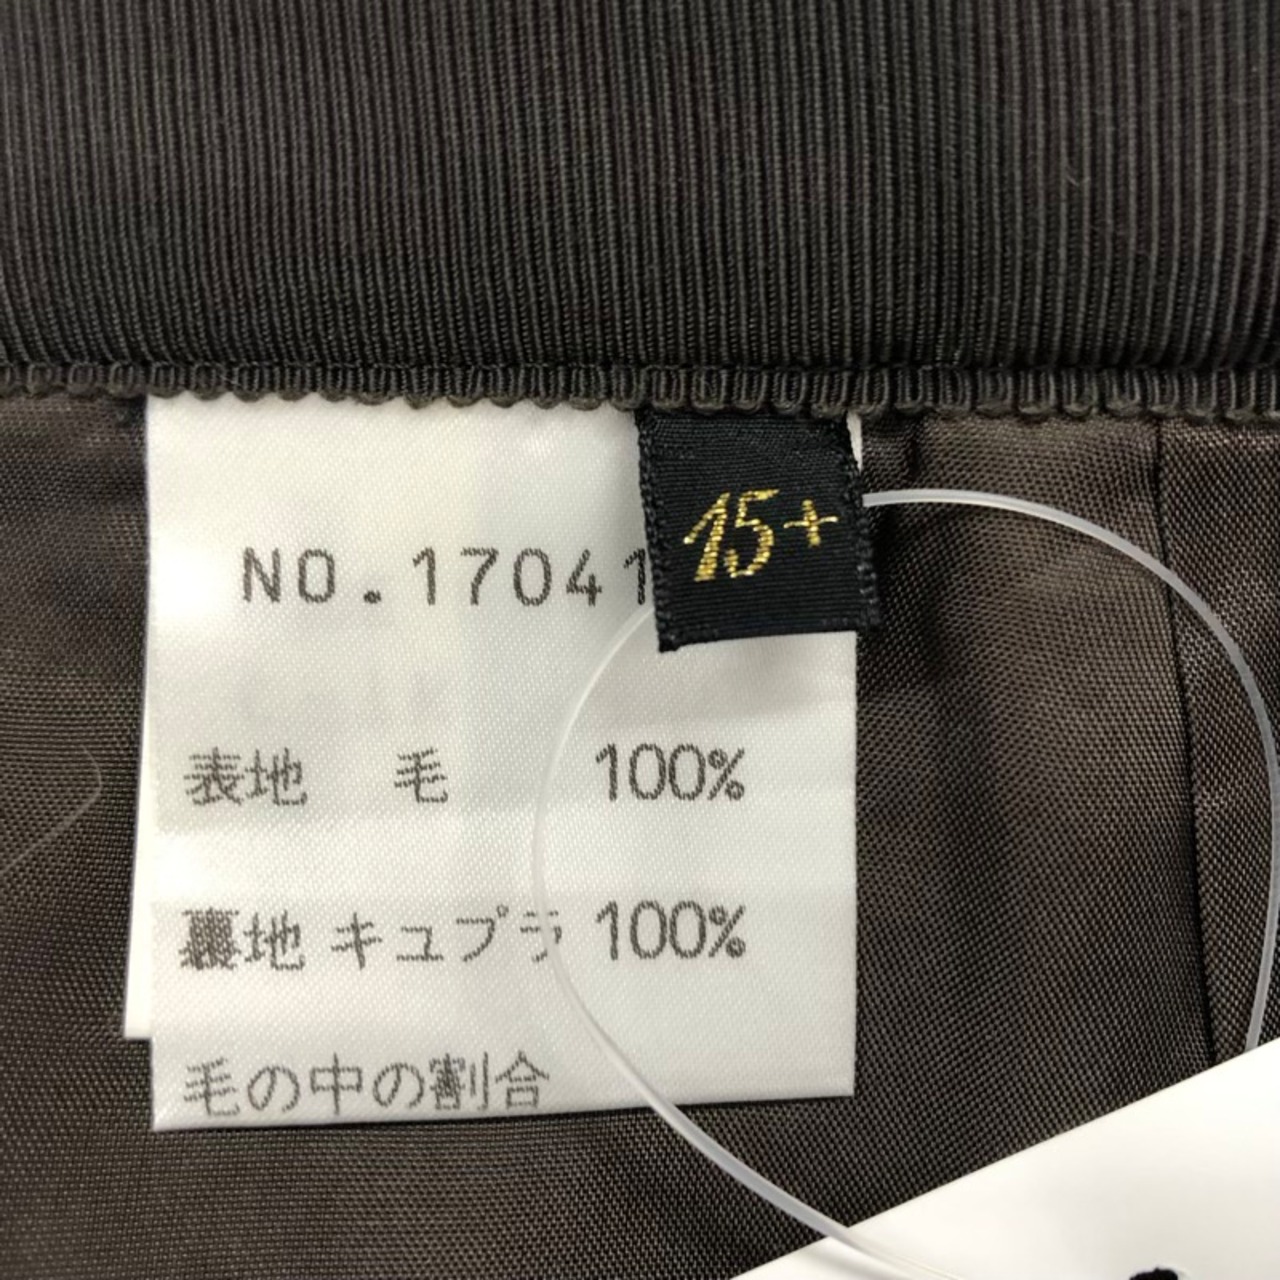 NO.17041
15+
表地 毛 100%
裏地 キュプラ 100%
毛の中の割合